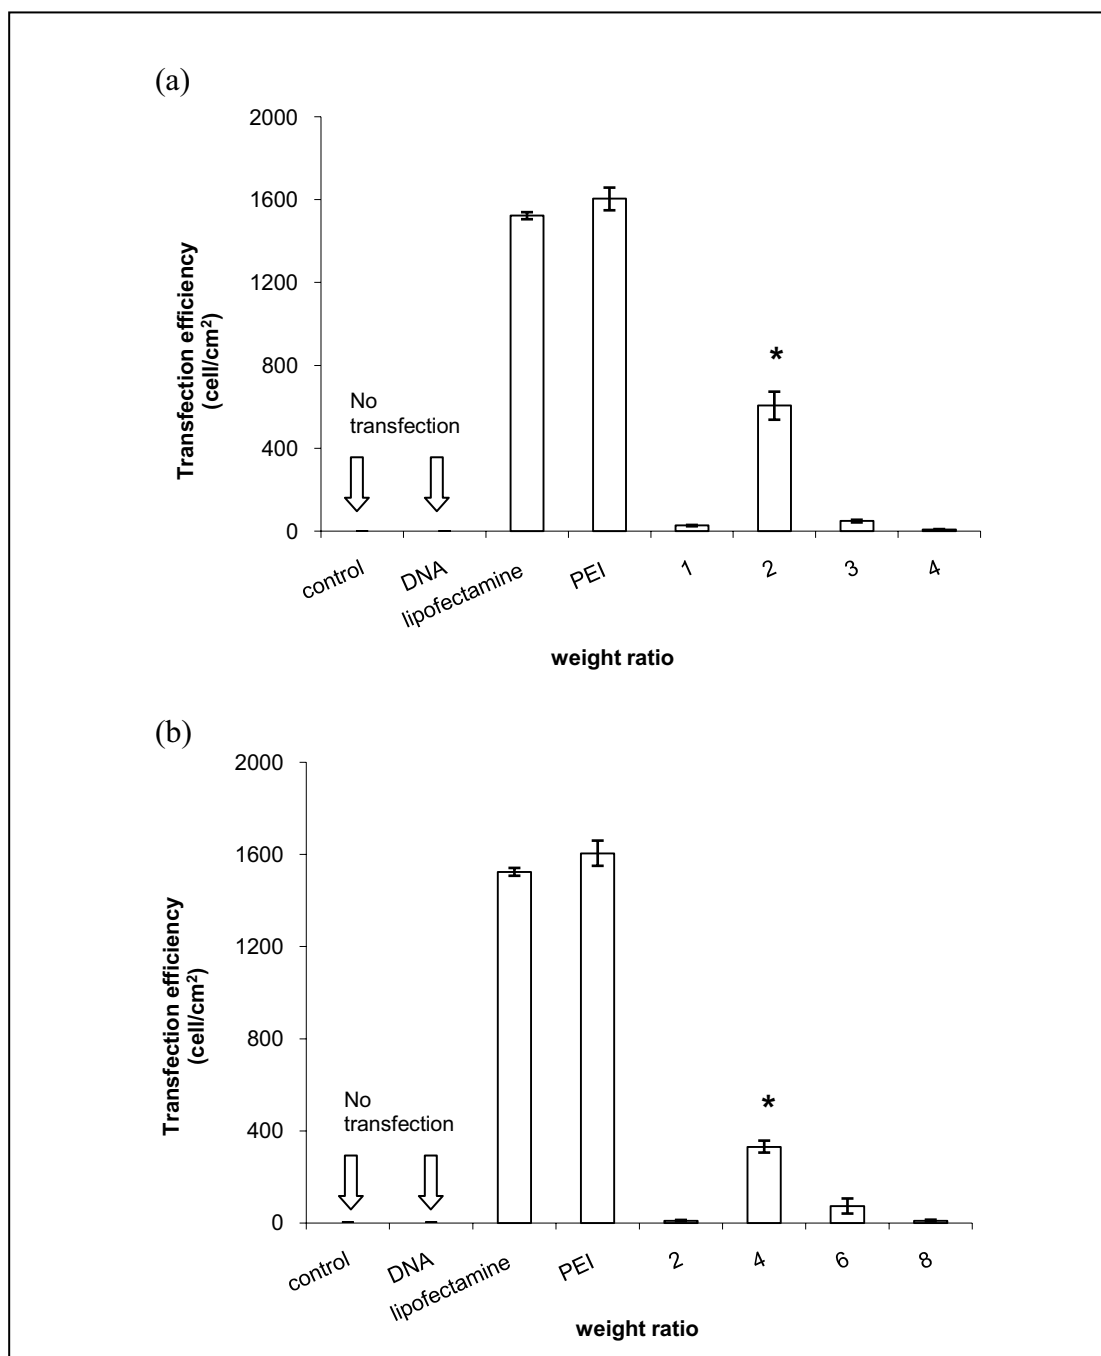 (a)
2000
1600
1200
800
400
0
Transfection efficiency
(cell/cm²)
No
transfection
*
control
DNA
lipofectamine
PEI
1
2
3
4
weight ratio
(b)
2000
1600
1200
800
400
0
Transfection efficiency
(cell/cm²)
No
transfection
*
control
DNA
lipofectamine
PEI
2
4
6
8
weight ratio